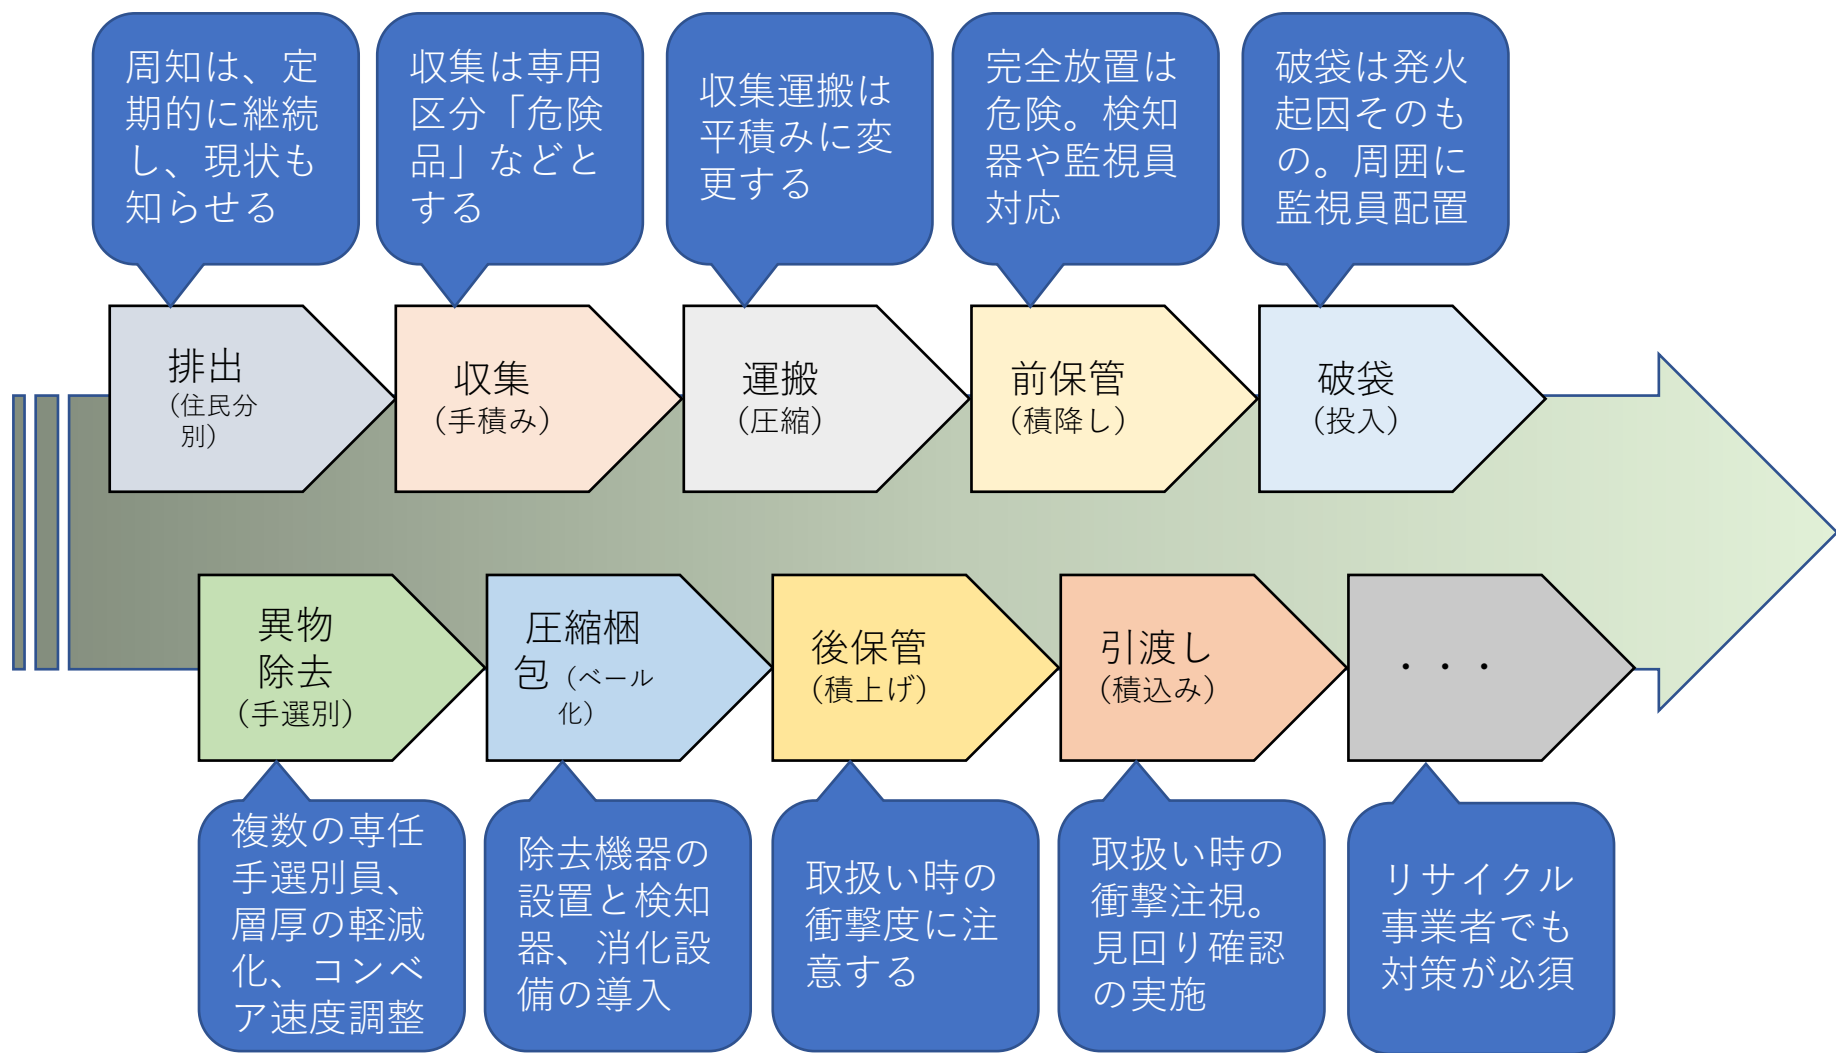 周知は、定
期的に継続
し、現状も
知らせる
収集は専用
区分「危険
品」などと
する
収集運搬は
平積みに変
更する
完全放置は
危険。検知
器や監視員
対応
破袋は発火
起因そのも
の。周囲に
監視員配置
排出
（住民分
別）
収集
（手積み）
運搬
（圧縮）
前保管
（積降し）
破袋
（投入）
異物
除去
（手選別）
圧縮梱
包（ベール
化）
後保管
（積上げ）
引渡し
（積込み）
・・・
複数の専任
手選別員、
層厚の軽減
化、コンベ
ア速度調整
除去機器の
設置と検知
器、消化設
備の導入
取扱い時の
衝撃度に注
意する
取扱い時の
衝撃注視。
見回り確認
の実施
リサイクル
事業者でも
対策が必須